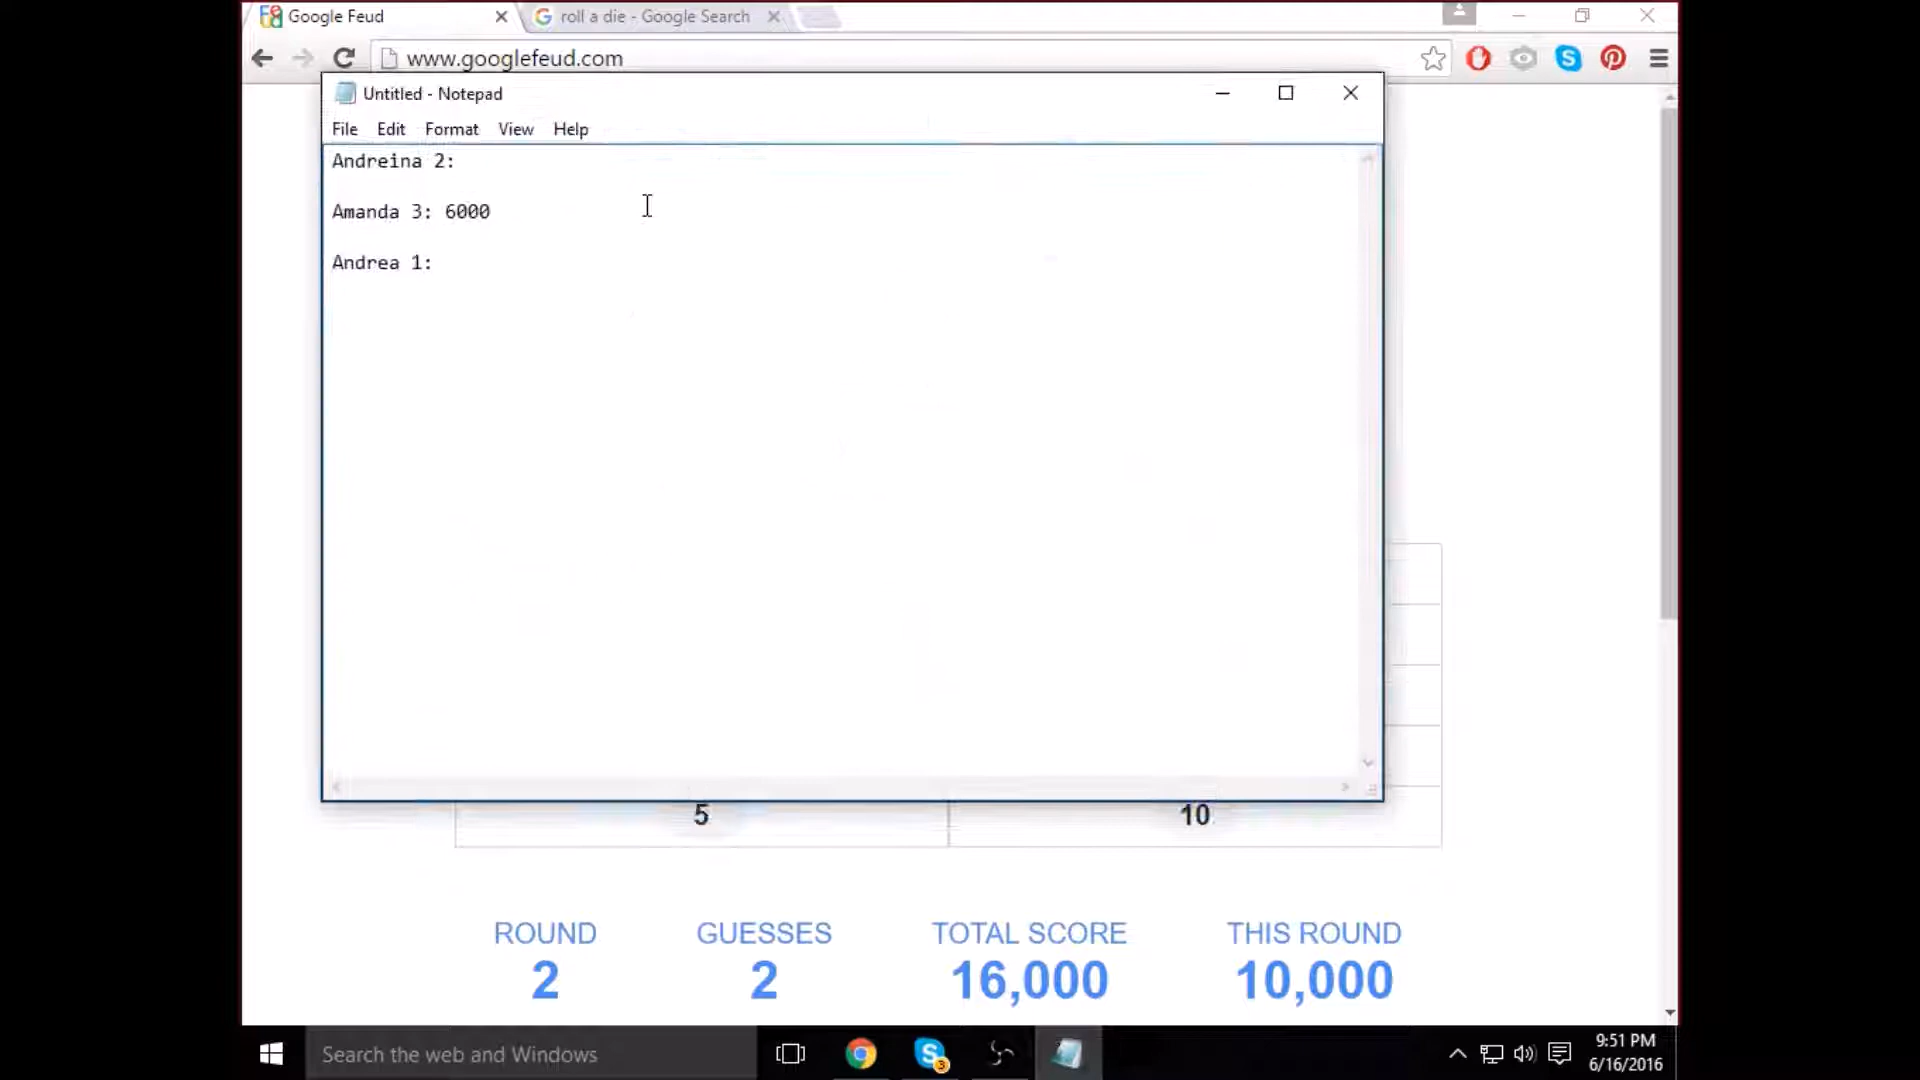 Google Feud
roll a die - Google Search
www.googlefeud.com
Untitled - Notepad
File Edit Format View Help
Andreina 2:
Amanda 3: 6000
Andrea 1:
5 10
ROUND GUESSES TOTAL SCORE THIS ROUND
2 2 16,000 10,000
Search the web and Windows
3
9:51 PM
6/16/2016